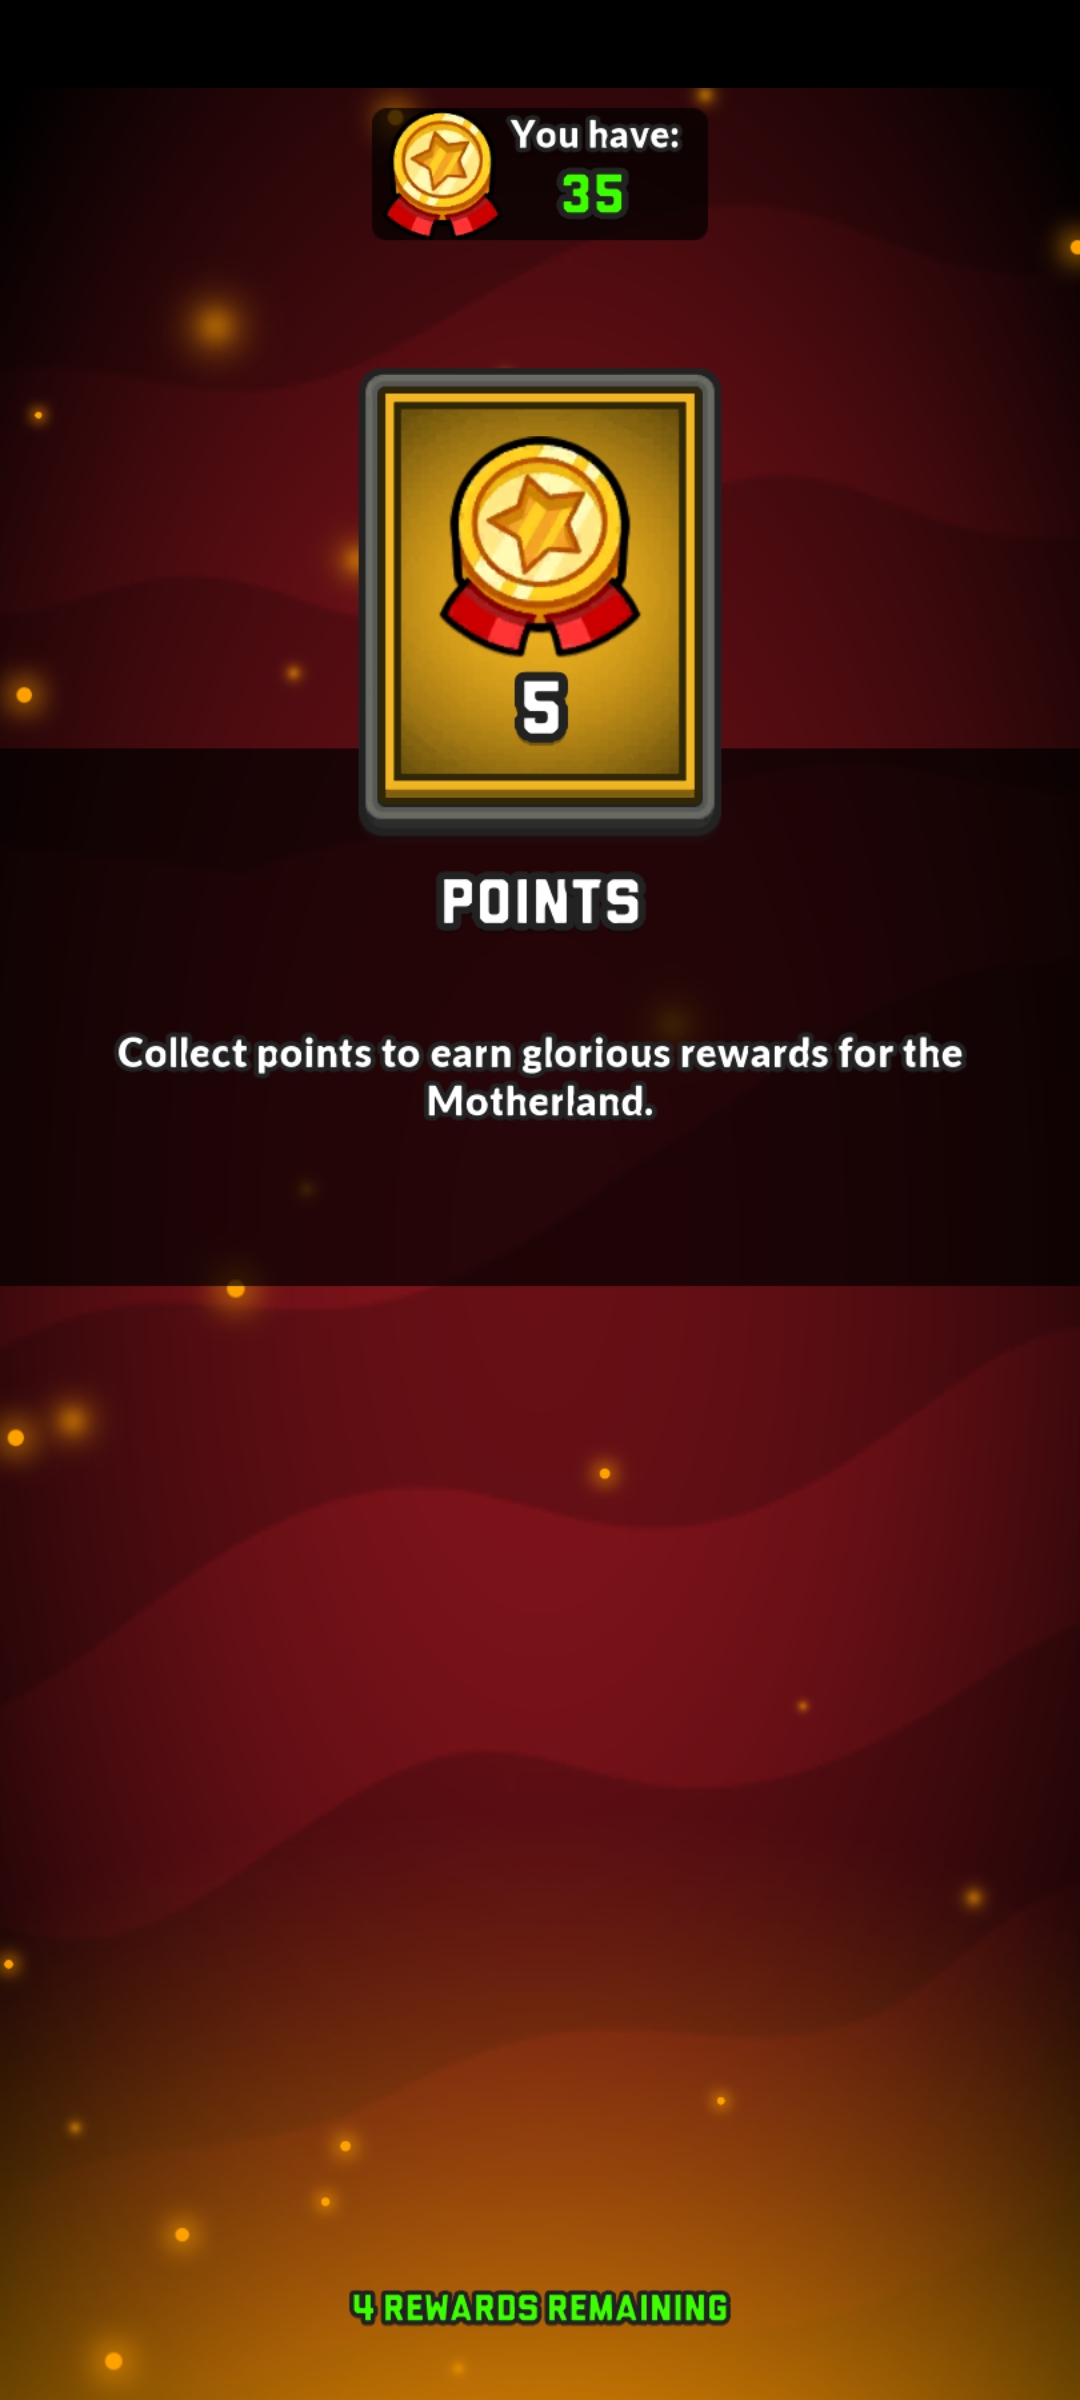 You have:
35
5
POINTS
Collect points to earn glorious rewards for the
Motherland.
4 REWARDS REMAINING